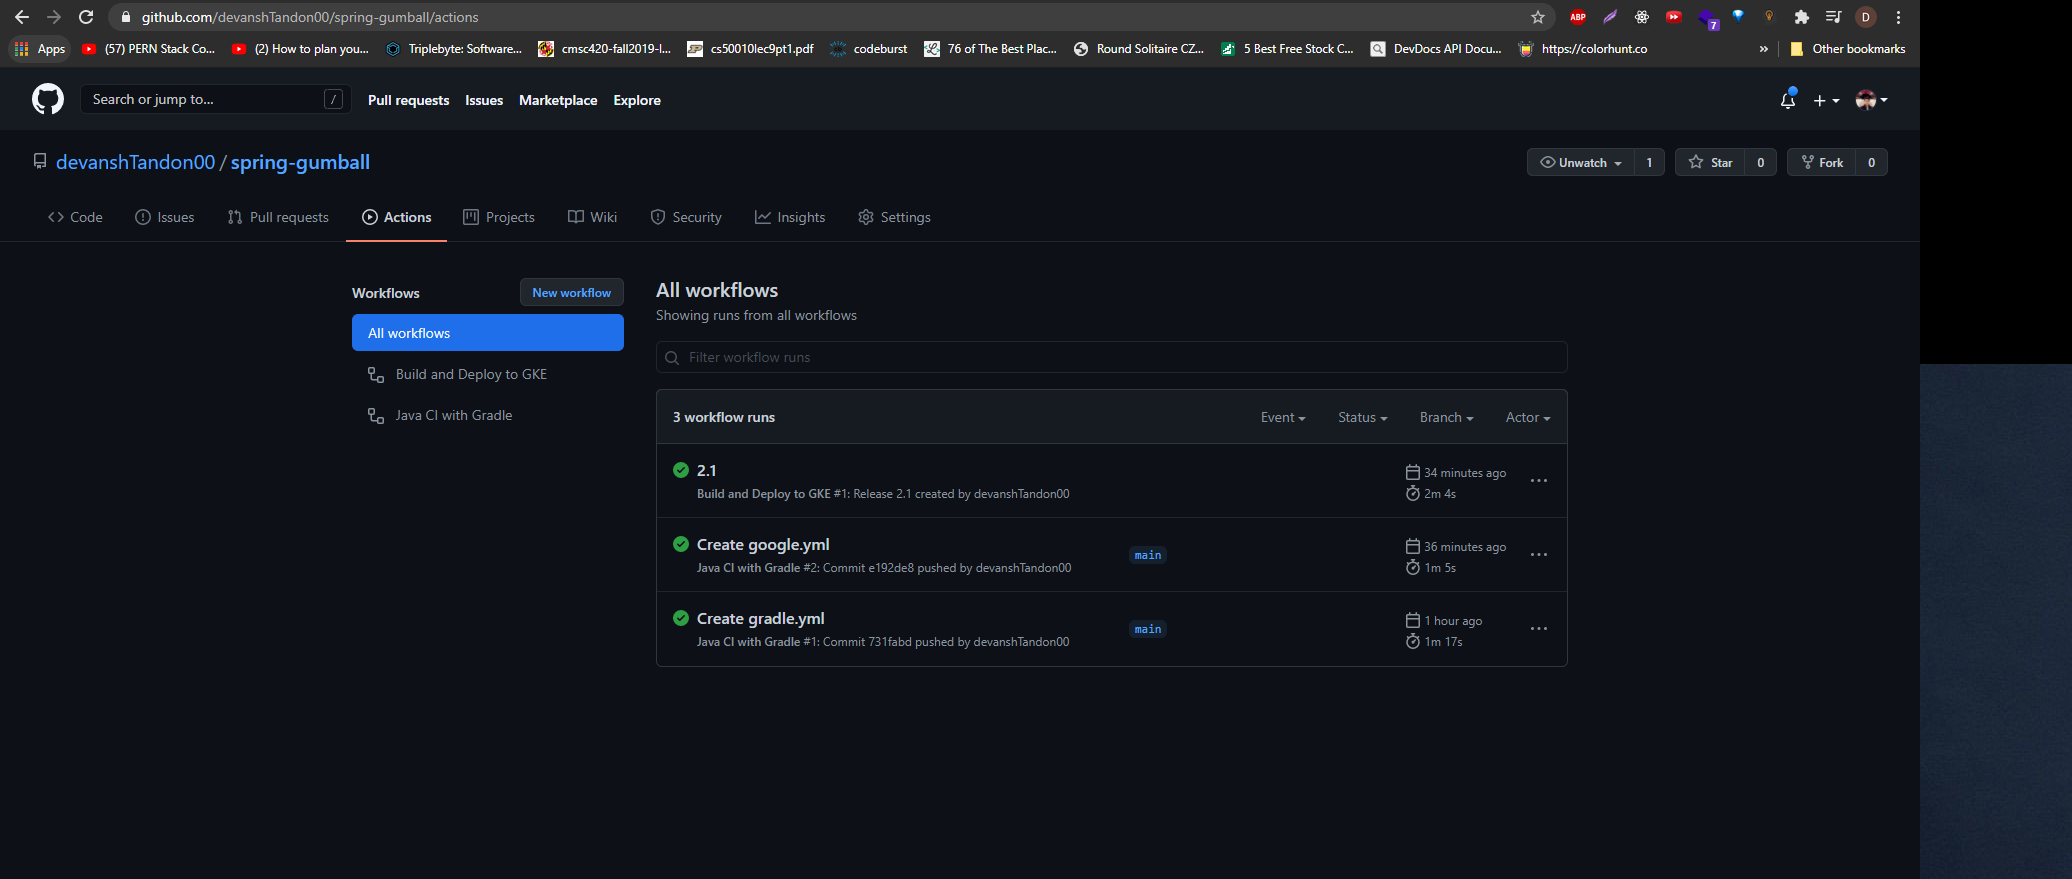 github.com/devanshTandon00/spring-gumball/actions
ABP
7
D
Apps (57) PERN Stack Co... (2) How to plan you... Triplebyte: Software... cmsc420-fall2019-l... cs50010lec9pt1.pdf codeburst 76 of The Best Plac... Round Solitaire CZ... 5 Best Free Stock C... DevDocs API Docu... https://colorhunt.co » Other bookmarks
Search or jump to... / Pull requests Issues Marketplace Explore
devanshTandon00 / spring-gumball Unwatch 1 Star 0 Fork 0
Code Issues Pull requests Actions Projects Wiki Security Insights Settings
Workflows New workflow
All workflows
Build and Deploy to GKE
Java CI with Gradle
All workflows
Showing runs from all workflows
Filter workflow runs
3 workflow runs Event Status Branch Actor
2.1
Build and Deploy to GKE #1: Release 2.1 created by devanshTandon00
34 minutes ago
2m 4s
Create google.yml
Java CI with Gradle #2: Commit e192de8 pushed by devanshTandon00
main
36 minutes ago
1m 5s
Create gradle.yml
Java CI with Gradle #1: Commit 731fabd pushed by devanshTandon00
main
1 hour ago
1m 17s